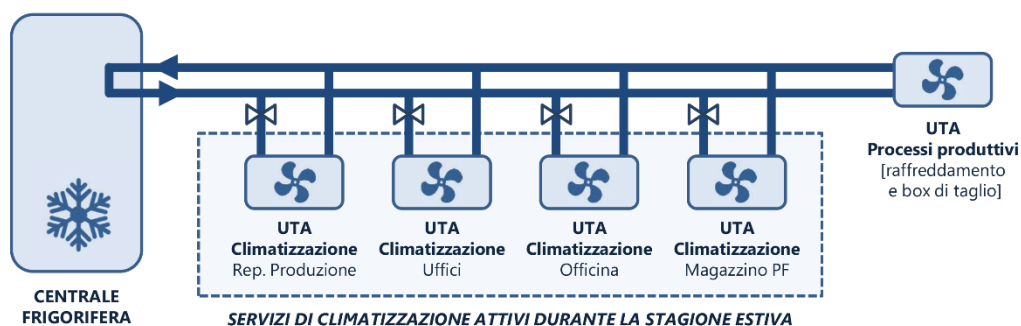 UTA
Processi produttivi
[raffreddamento
e box di taglio]
UTA
Climatizzazione
Rep. Produzione
UTA
Climatizzazione
Uffici
UTA
Climatizzazione
Officina
UTA
Climatizzazione
Magazzino PF
CENTRALE
FRIGORIFERA
SERVIZI DI CLIMATIZZAZIONE ATTIVI DURANTE LA STAGIONE ESTIVA